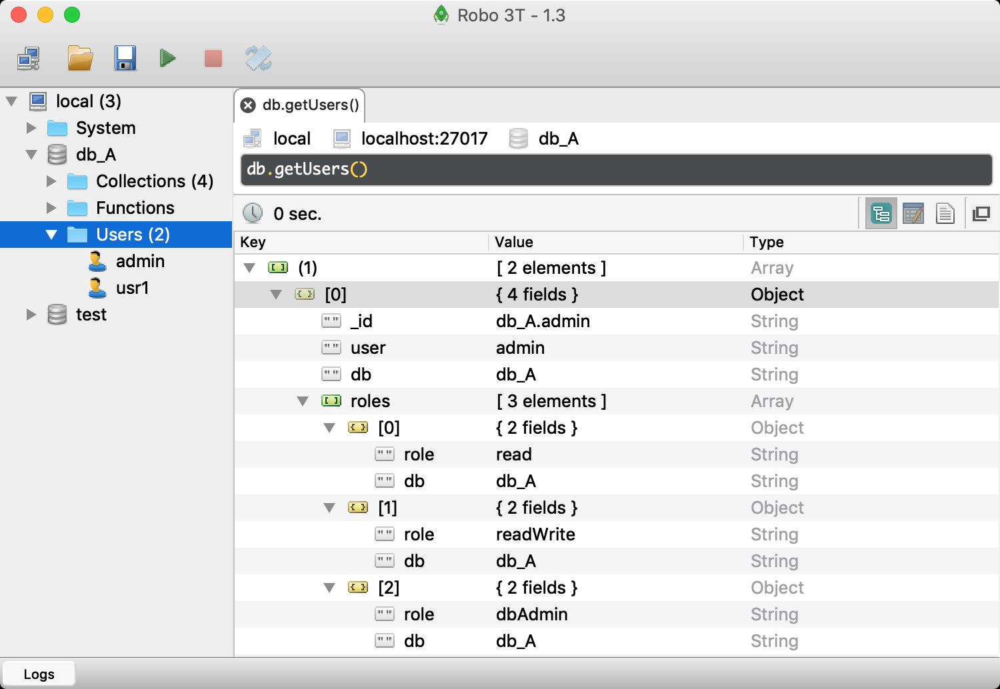 Robo 3T - 1.3
local (3)
System
db_A
Collections (4)
Functions
Users (2)
admin
usr1
test
db.getUsers()
local localhost:27017 db_A
db.getUsers()
0 sec.
Key Value Type
(1) [ 2 elements ] Array
[0] { 4 fields } Object
_id db_A.admin String
user admin String
db db_A String
roles [ 3 elements ] Array
[0] { 2 fields } Object
role read String
db db_A String
[1] { 2 fields } Object
role readWrite String
db db_A String
[2] { 2 fields } Object
role dbAdmin String
db db_A String
Logs